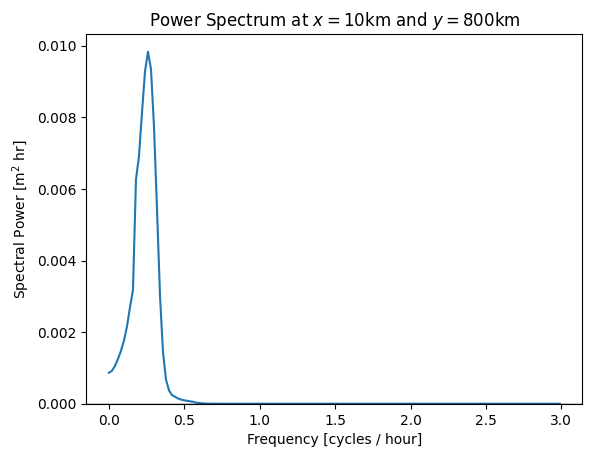 Power Spectrum at x = 10km and y = 800km
0.010
0.008
0.006
0.004
0.002
0.000
Spectral Power [m² hr]
0.0 0.5 1.0 1.5 2.0 2.5 3.0
Frequency [cycles / hour]